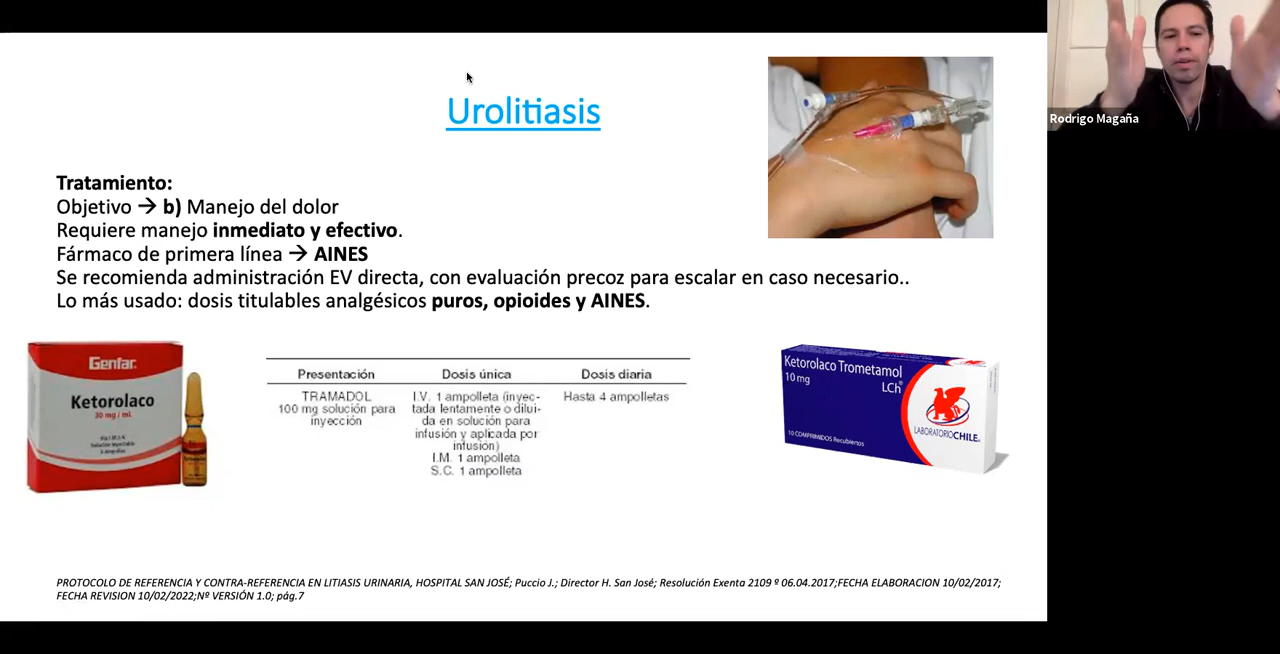 Rodrigo Magaña
Urolitiasis
Tratamiento:
Objetivo → b) Manejo del dolor
Requiere manejo inmediato y efectivo.
Fármaco de primera línea → AINES
Se recomienda administración EV directa, con evaluación precoz para escalar en caso necesario..
Lo más usado: dosis titulables analgésicos puros, opioides y AINES.
Genfar
Ketorolaco
30 mg / mL
Solución Inyectable
Presentación
Dosis única
Dosis diaria
TRAMADOL
100 mg solución para
inyección
I.V. 1 ampolleta (inyec-
tada lentamente o dilui-
da en solución para
infusión y aplicada por
infusión)
I.M. 1 ampolleta
S.C. 1 ampolleta
Hasta 4 ampolletas
Ketorolaco Trometamol
10 mg
LCh®
LABORATORIOCHILE.
10 COMPRIMIDOS Recubiertos
PROTOCOLO DE REFERENCIA Y CONTRA-REFERENCIA EN LITIASIS URINARIA, HOSPITAL SAN JOSÉ; Puccio J.; Director H. San José; Resolución Exenta 2109 º 06.04.2017;FECHA ELABORACION 10/02/2017;
FECHA REVISION 10/02/2022;Nº VERSIÓN 1.0; pág.7